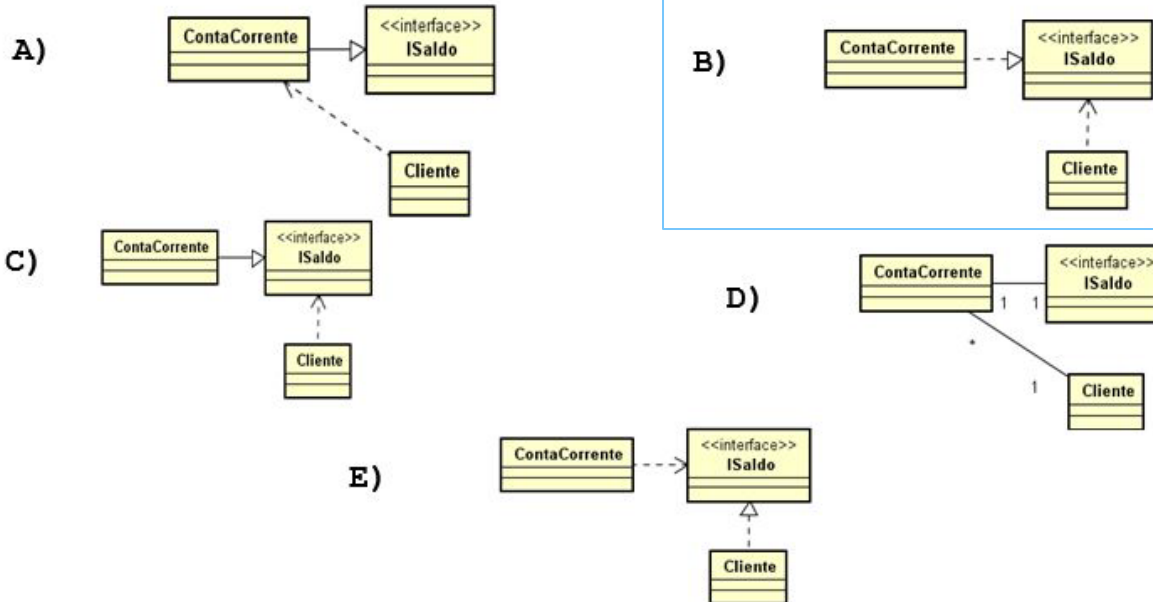 A)
ContaCorrente
<<interface>>
ISaldo
Cliente
B)
ContaCorrente
<<interface>>
ISaldo
Cliente
C)
ContaCorrente
<<interface>>
ISaldo
Cliente
D)
ContaCorrente
<<interface>>
ISaldo
1 1
*
1
Cliente
E)
ContaCorrente
<<interface>>
ISaldo
Cliente